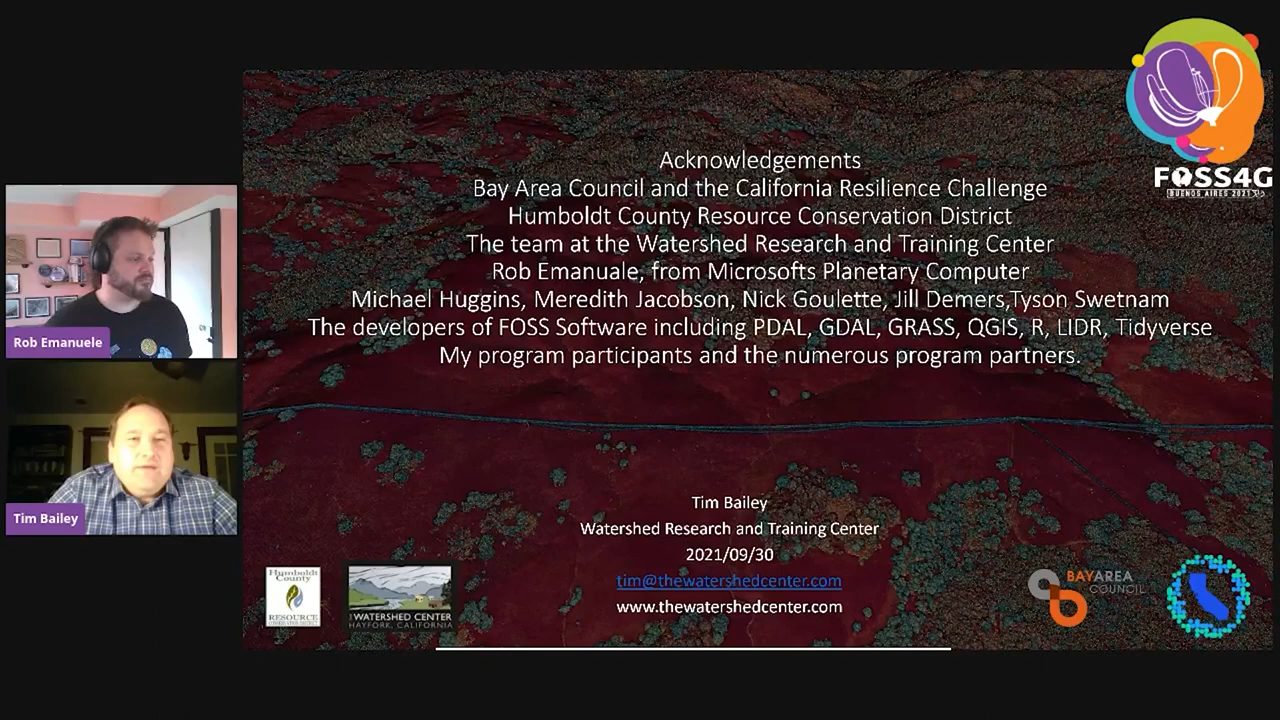 FOSS4G
BUENOS AIRES 2021
Acknowledgements
Bay Area Council and the California Resilience Challenge
Humboldt County Resource Conservation District
The team at the Watershed Research and Training Center
Rob Emanuale, from Microsofts Planetary Computer
Michael Huggins, Meredith Jacobson, Nick Goulette, Jill Demers,Tyson Swetnam
The developers of FOSS Software including PDAL, GDAL, GRASS, QGIS, R, LIDR, Tidyverse
My program participants and the numerous program partners.
Rob Emanuele
Tim Bailey
Tim Bailey
Watershed Research and Training Center
2021/09/30
tim@thewatershedcenter.com
www.thewatershedcenter.com
Humboldt
County
RESOURCE
CONSERVATION DISTRICT
THE WATERSHED CENTER
HAYFORK, CALIFORNIA
BAYAREA
COUNCIL